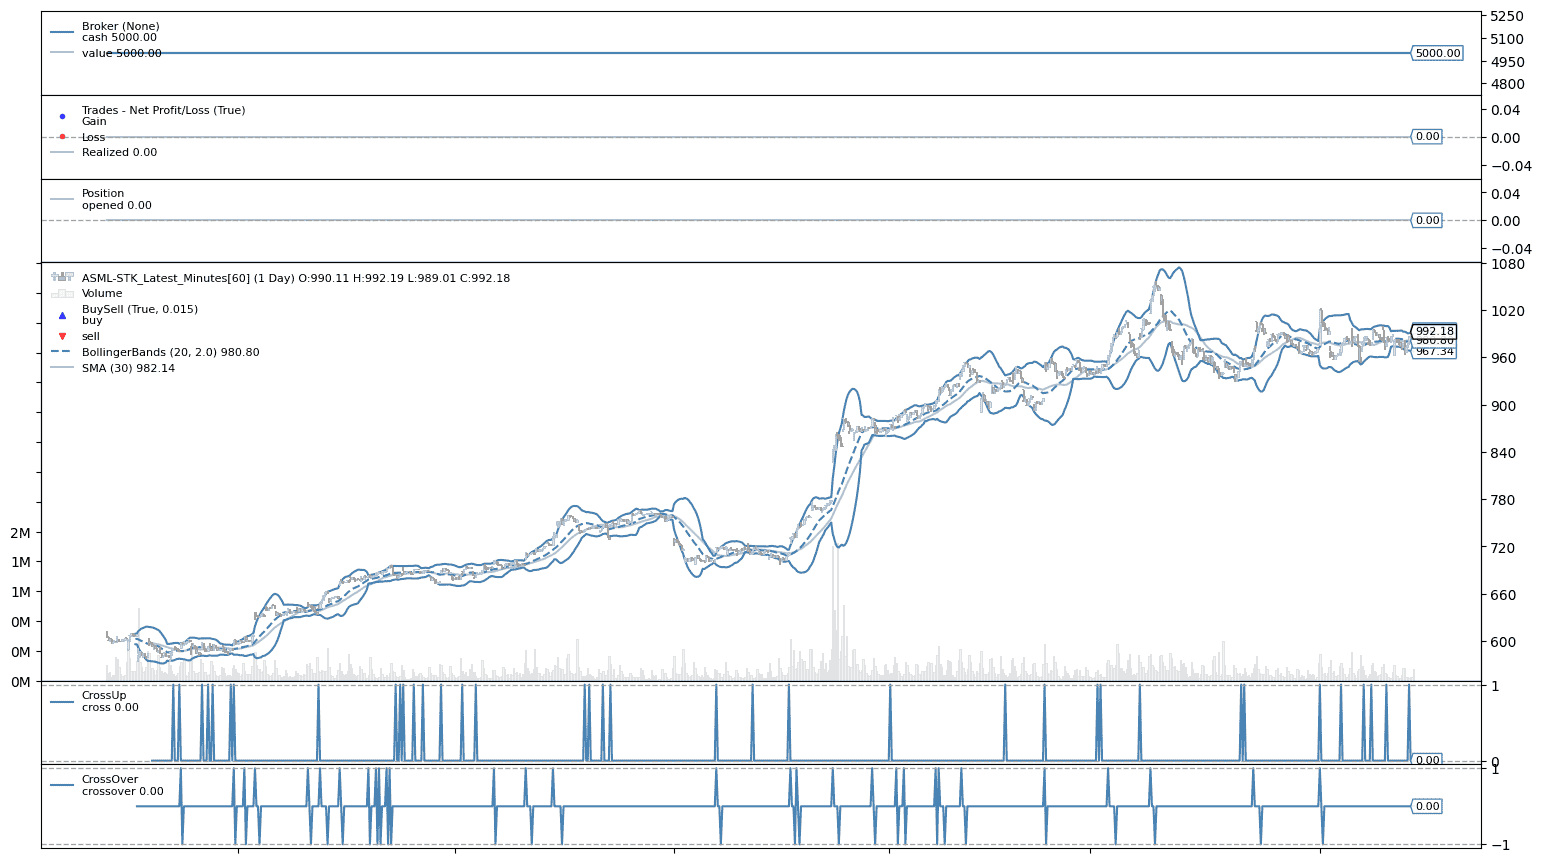 Broker (None)
cash 5000.00
value 5000.00
5250
5100
4950
4800
5000.00
Trades - Net Profit/Loss (True)
Gain
Loss
Realized 0.00
0.04
0.00
−0.04
0.00
Position
opened 0.00
0.04
0.00
−0.04
0.00
ASML-STK_Latest_Minutes[60] (1 Day) O:990.11 H:992.19 L:989.01 C:992.18
Volume
BuySell (True, 0.015)
buy
sell
BollingerBands (20, 2.0) 980.80
SMA (30) 982.14
1080
1020
960
900
840
780
720
660
600
992.18
980.80
967.34
2M
1M
1M
0M
0M
0M
CrossUp
cross 0.00
1
0
0.00
CrossOver
crossover 0.00
1
−1
0.00